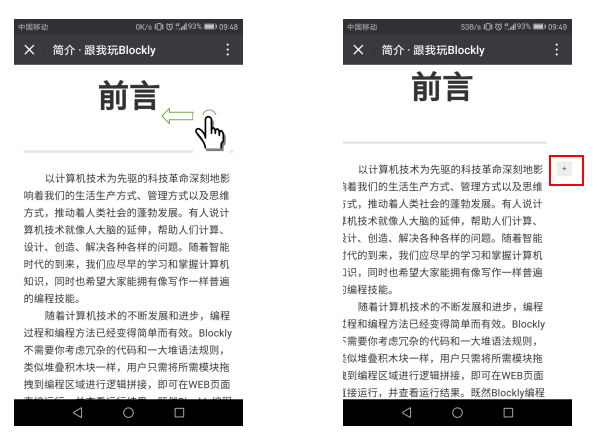 中国移动 0K/s 93% 09:48
简介 · 跟我玩Blockly
前言
以计算机技术为先驱的科技革命深刻地影
响着我们的生活生产方式、管理方式以及思维
方式，推动着人类社会的蓬勃发展。有人说计
算机技术就像人大脑的延伸，帮助人们计算、
设计、创造、解决各种各样的问题。随着智能
时代的到来，我们应尽早的学习和掌握计算机
知识，同时也希望大家能拥有像写作一样普遍
的编程技能。
随着计算机技术的不断发展和进步，编程
过程和编程方法已经变得简单而有效。Blockly
不需要你考虑冗杂的代码和一大堆语法规则，
类似堆叠积木块一样，用户只需将所需模块拖
拽到编程区域进行逻辑拼接，即可在WEB页面
中国移动 53B/s 93% 09:49
简介 · 跟我玩Blockly
前言
以计算机技术为先驱的科技革命深刻地影
着我们的生活生产方式、管理方式以及思维
式，推动着人类社会的蓬勃发展。有人说计
机技术就像人大脑的延伸，帮助人们计算、
计、创造、解决各种各样的问题。随着智能
代的到来，我们应尽早的学习和掌握计算机
识，同时也希望大家能拥有像写作一样普遍
编程技能。
随着计算机技术的不断发展和进步，编程
程和编程方法已经变得简单而有效。Blockly
需要你考虑冗杂的代码和一大堆语法规则，
似堆叠积木块一样，用户只需将所需模块拖
到编程区域进行逻辑拼接，即可在WEB页面
接运行，并查看运行结果。既然Blockly编程
+